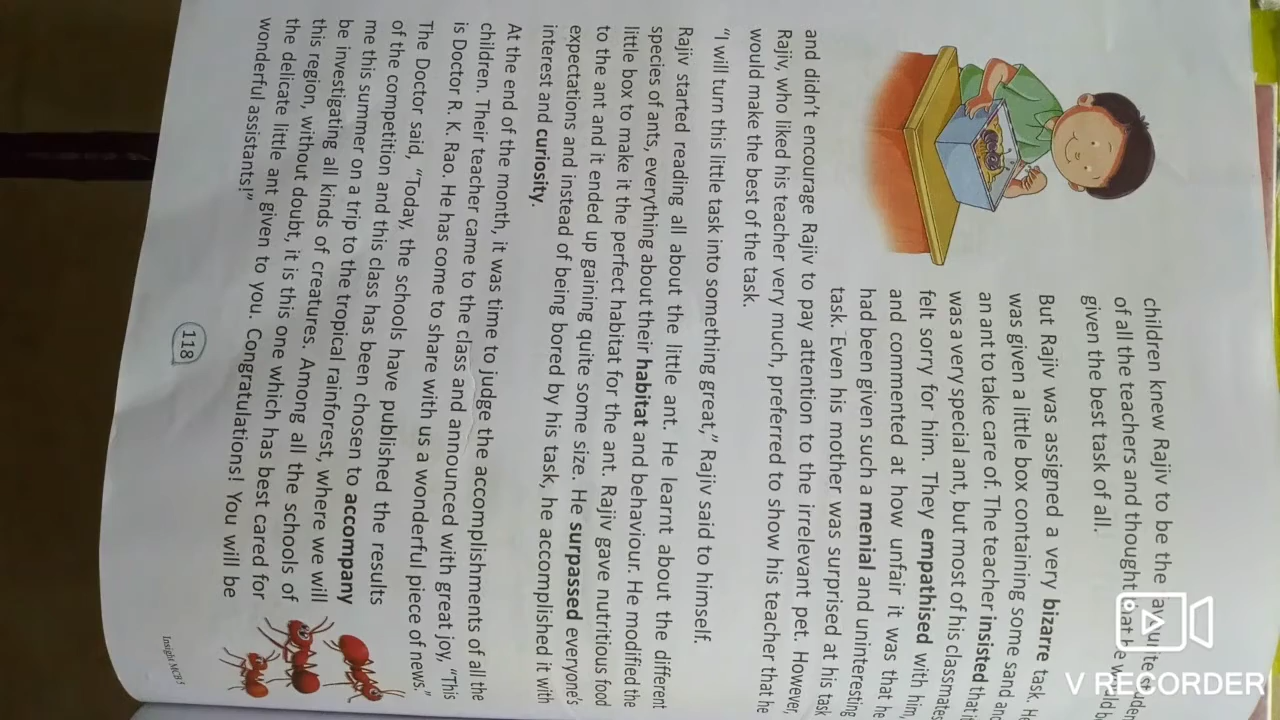 children knew Rajiv to be the
of all the teachers and thought
given the best task of all.
But Rajiv was assigned a very bizarre task. He
was given a little box containing some sand and
an ant to take care of. The teacher insisted that it
was a very special ant, but most of his classmates
felt sorry for him. They empathised with him,
and commented at how unfair it was that he
had been given such a menial and uninteresting
task. Even his mother was surprised at his task
and didn't encourage Rajiv to pay attention to the irrelevant pet. However,
Rajiv, who liked his teacher very much, preferred to show his teacher that he
would make the best of the task.
"I will turn this little task into something great," Rajiv said to himself.
Rajiv started reading all about the little ant. He learnt about the different
species of ants, everything about their habitat and behaviour. He modified the
little box to make it the perfect habitat for the ant. Rajiv gave nutritious food
to the ant and it ended up gaining quite some size. He surpassed everyone's
expectations and instead of being bored by his task, he accomplished it with
interest and curiosity.
At the end of the month, it was time to judge the accomplishments of all the
children. Their teacher came to the class and announced with great joy, "This
is Doctor R. K. Rao. He has come to share with us a wonderful piece of news."
The Doctor said, "Today, the schools have published the results
of the competition and this class has been chosen to accompany
me this summer on a trip to the tropical rainforest, where we will
be investigating all kinds of creatures. Among all the schools of
this region, without doubt, it is this one which has best cared for
the delicate little ant given to you. Congratulations! You will be
wonderful assistants!"
118
Insight MCB 5
V RECORDER